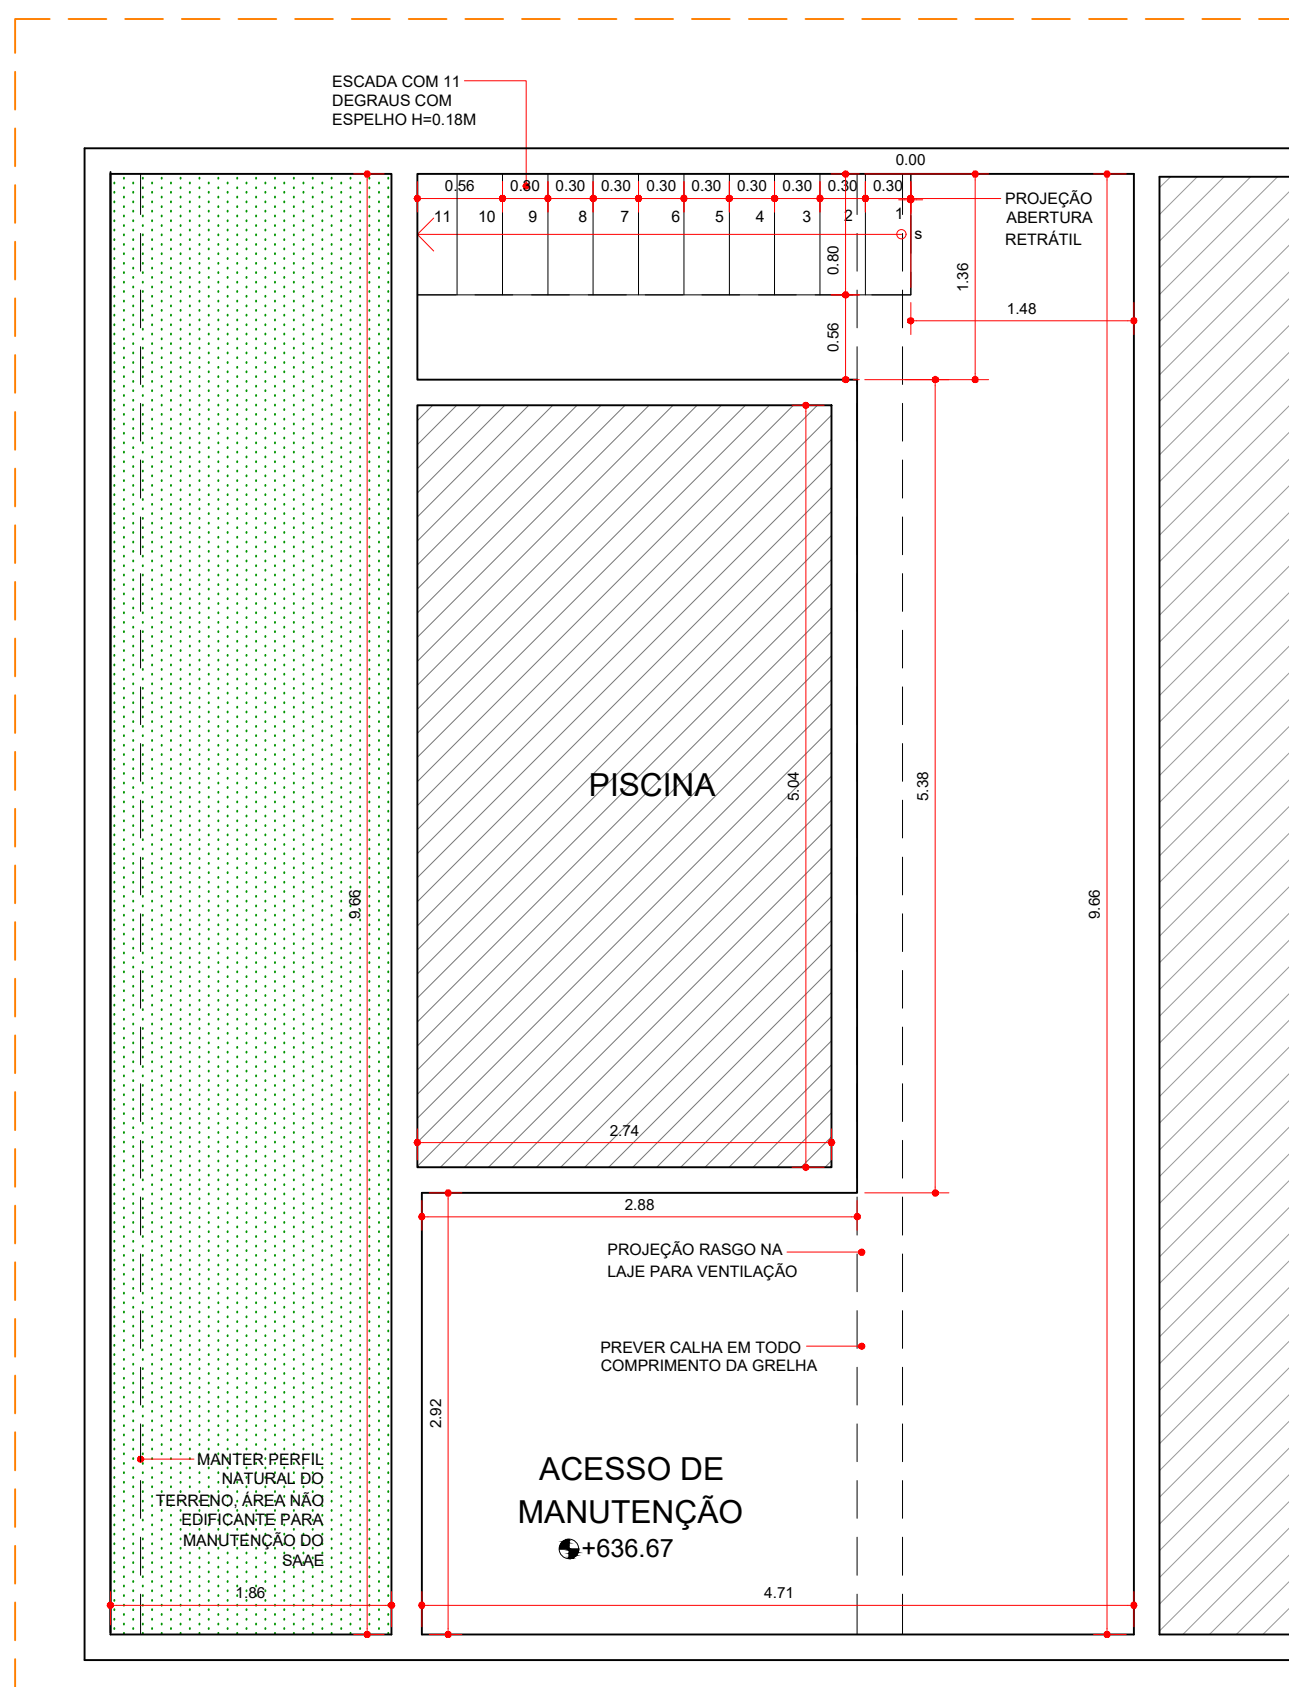 ESCADA COM 11
DEGRAUS COM
ESPELHO H=0.18M
0.00
0.56 0.30 0.30 0.30 0.30 0.30 0.30 0.30 0.30 0.30
PROJEÇÃO
ABERTURA
RETRÁTIL
11 10 9 8 7 6 5 4 3 2 1
s
0.80
1.36
1.48
0.56
PISCINA
5.04
5.38
9.66
9.66
2.74
2.88
PROJEÇÃO RASGO NA
LAJE PARA VENTILAÇÃO
PREVER CALHA EM TODO
COMPRIMENTO DA GRELHA
2.92
MANTER PERFIL
NATURAL DO
TERRENO, ÁREA NÃO
EDIFICANTE PARA
MANUTENÇÃO DO
SAAE
ACESSO DE
MANUTENÇÃO
+636.67
1.86
4.71